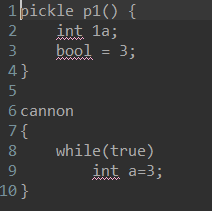 1 pickle p1() {
2     int 1a;
3     bool = 3;
4 }
5
6 cannon
7 {
8     while(true)
9         int a=3;
10 }